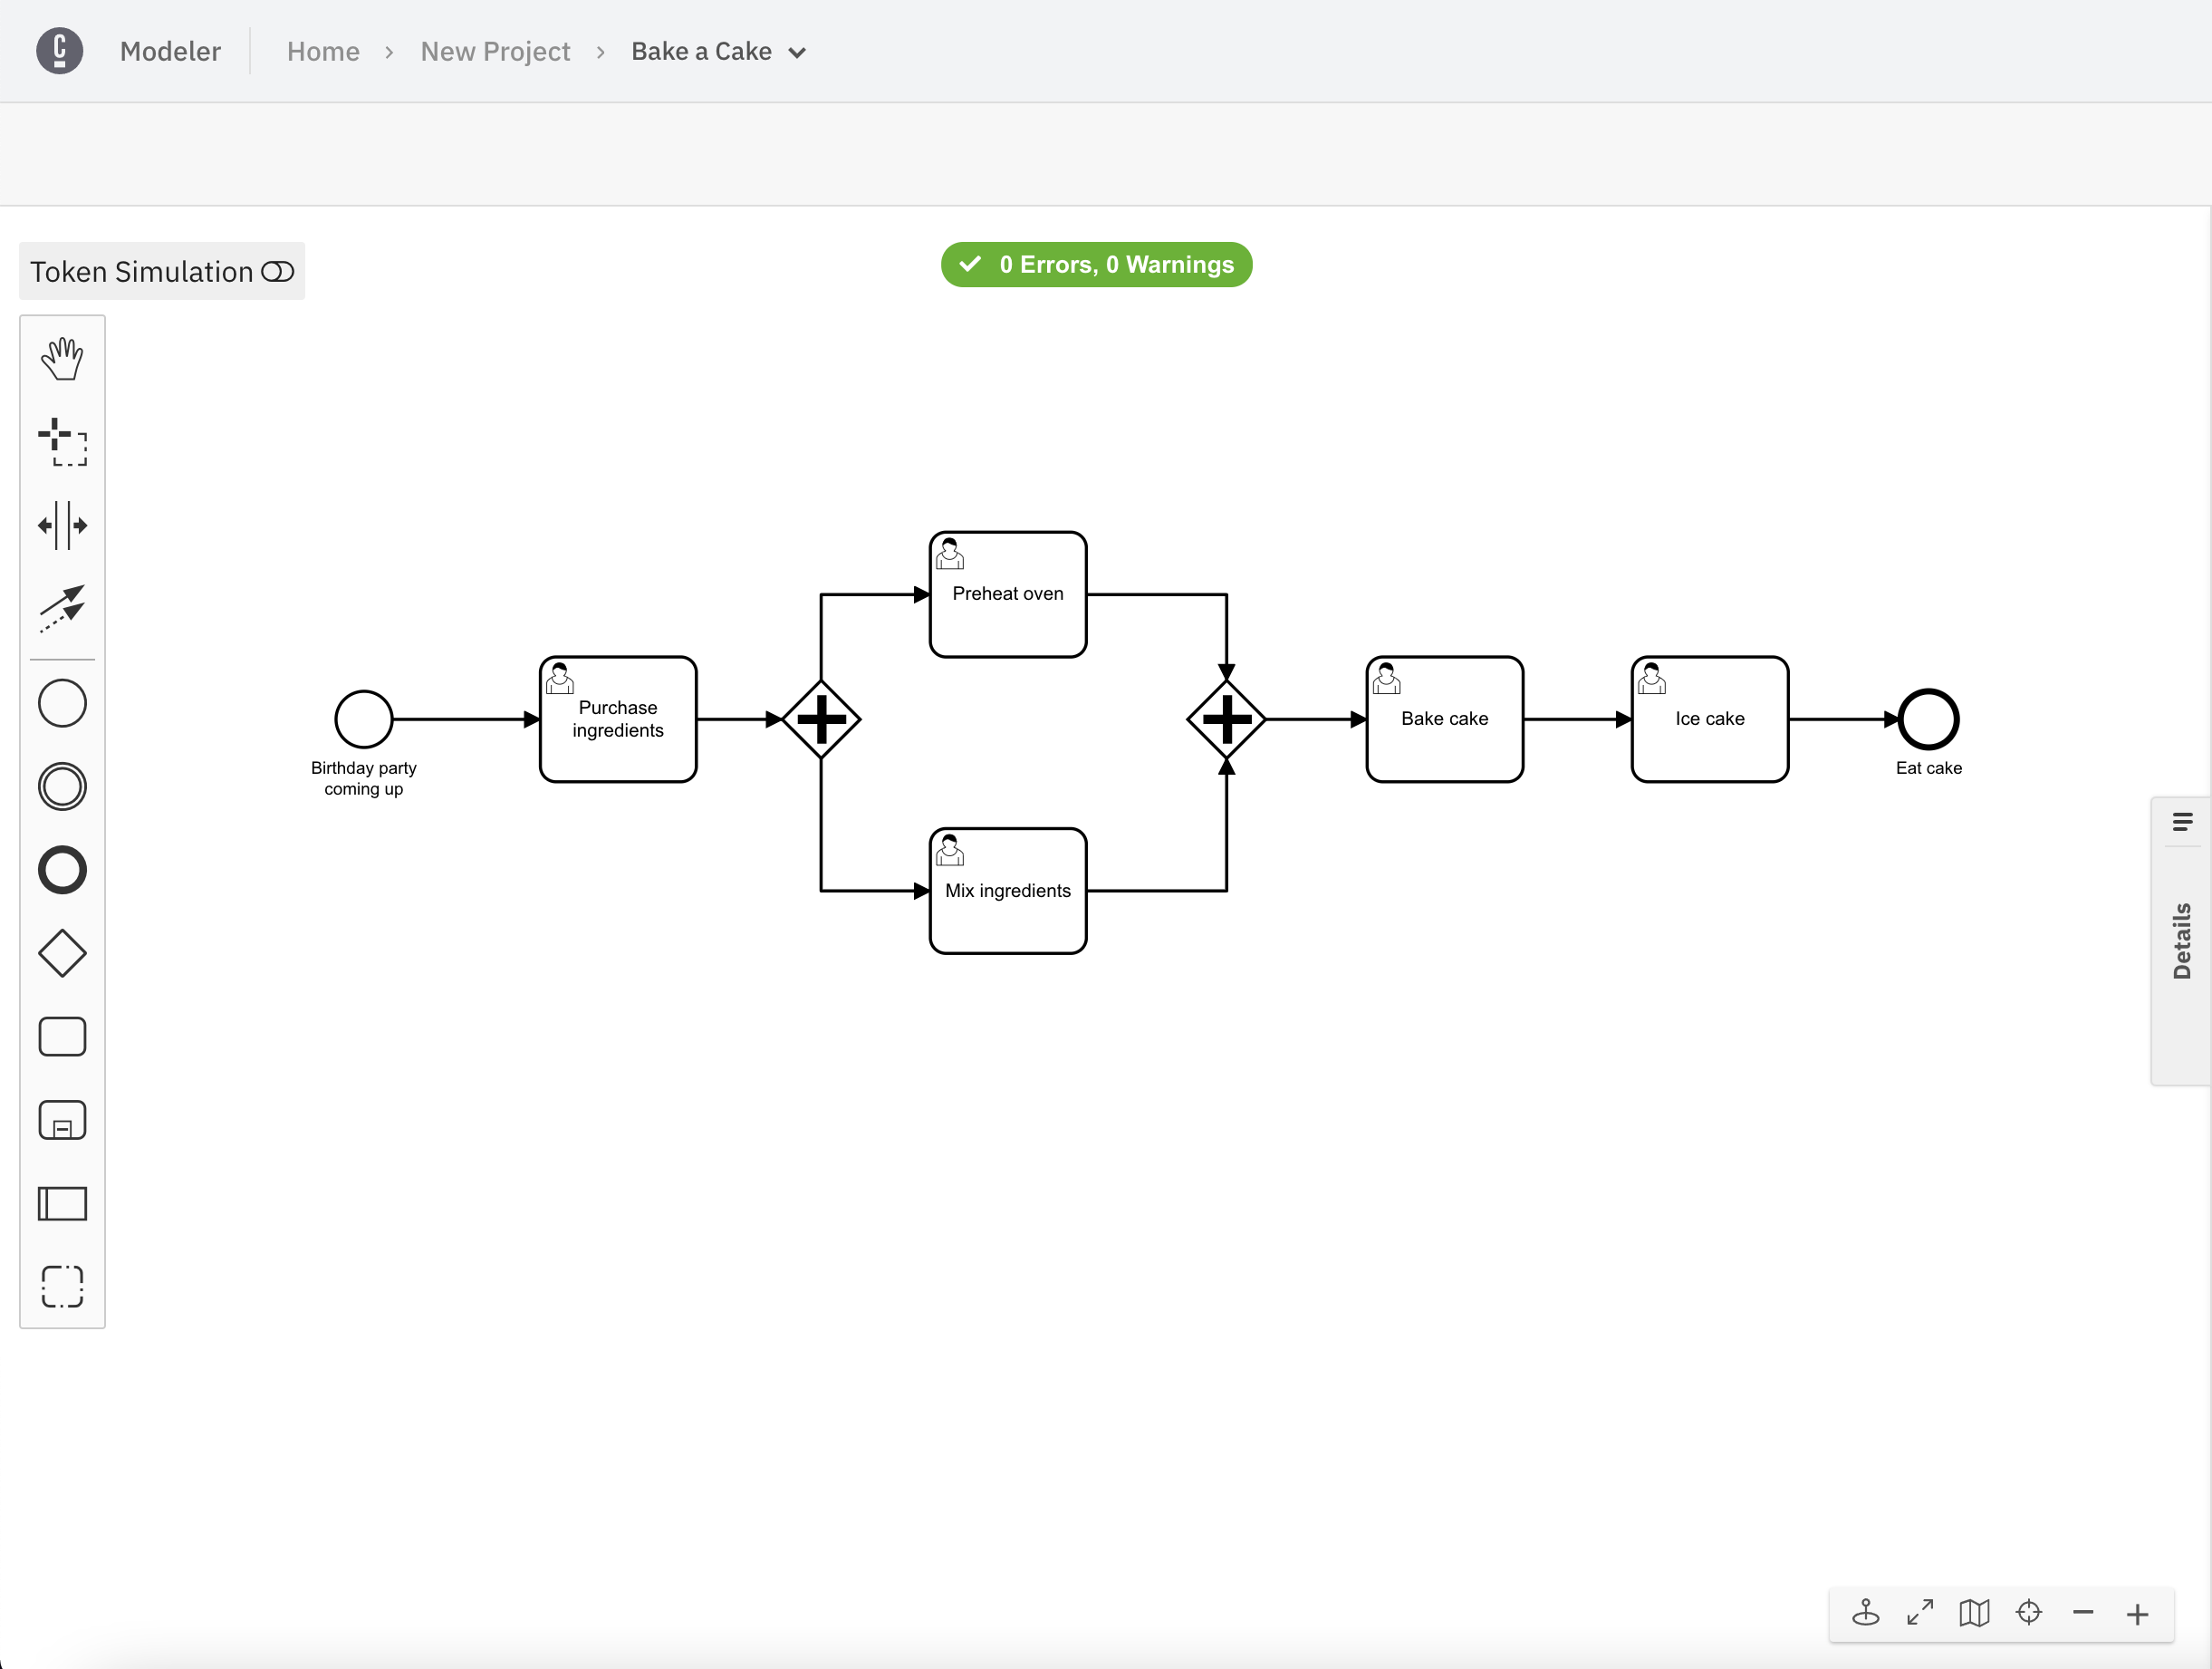 Modeler
Home > New Project > Bake a Cake
Token Simulation
0 Errors, 0 Warnings
Preheat oven
Purchase
ingredients
Bake cake
Ice cake
Birthday party
coming up
Eat cake
Mix ingredients
Details